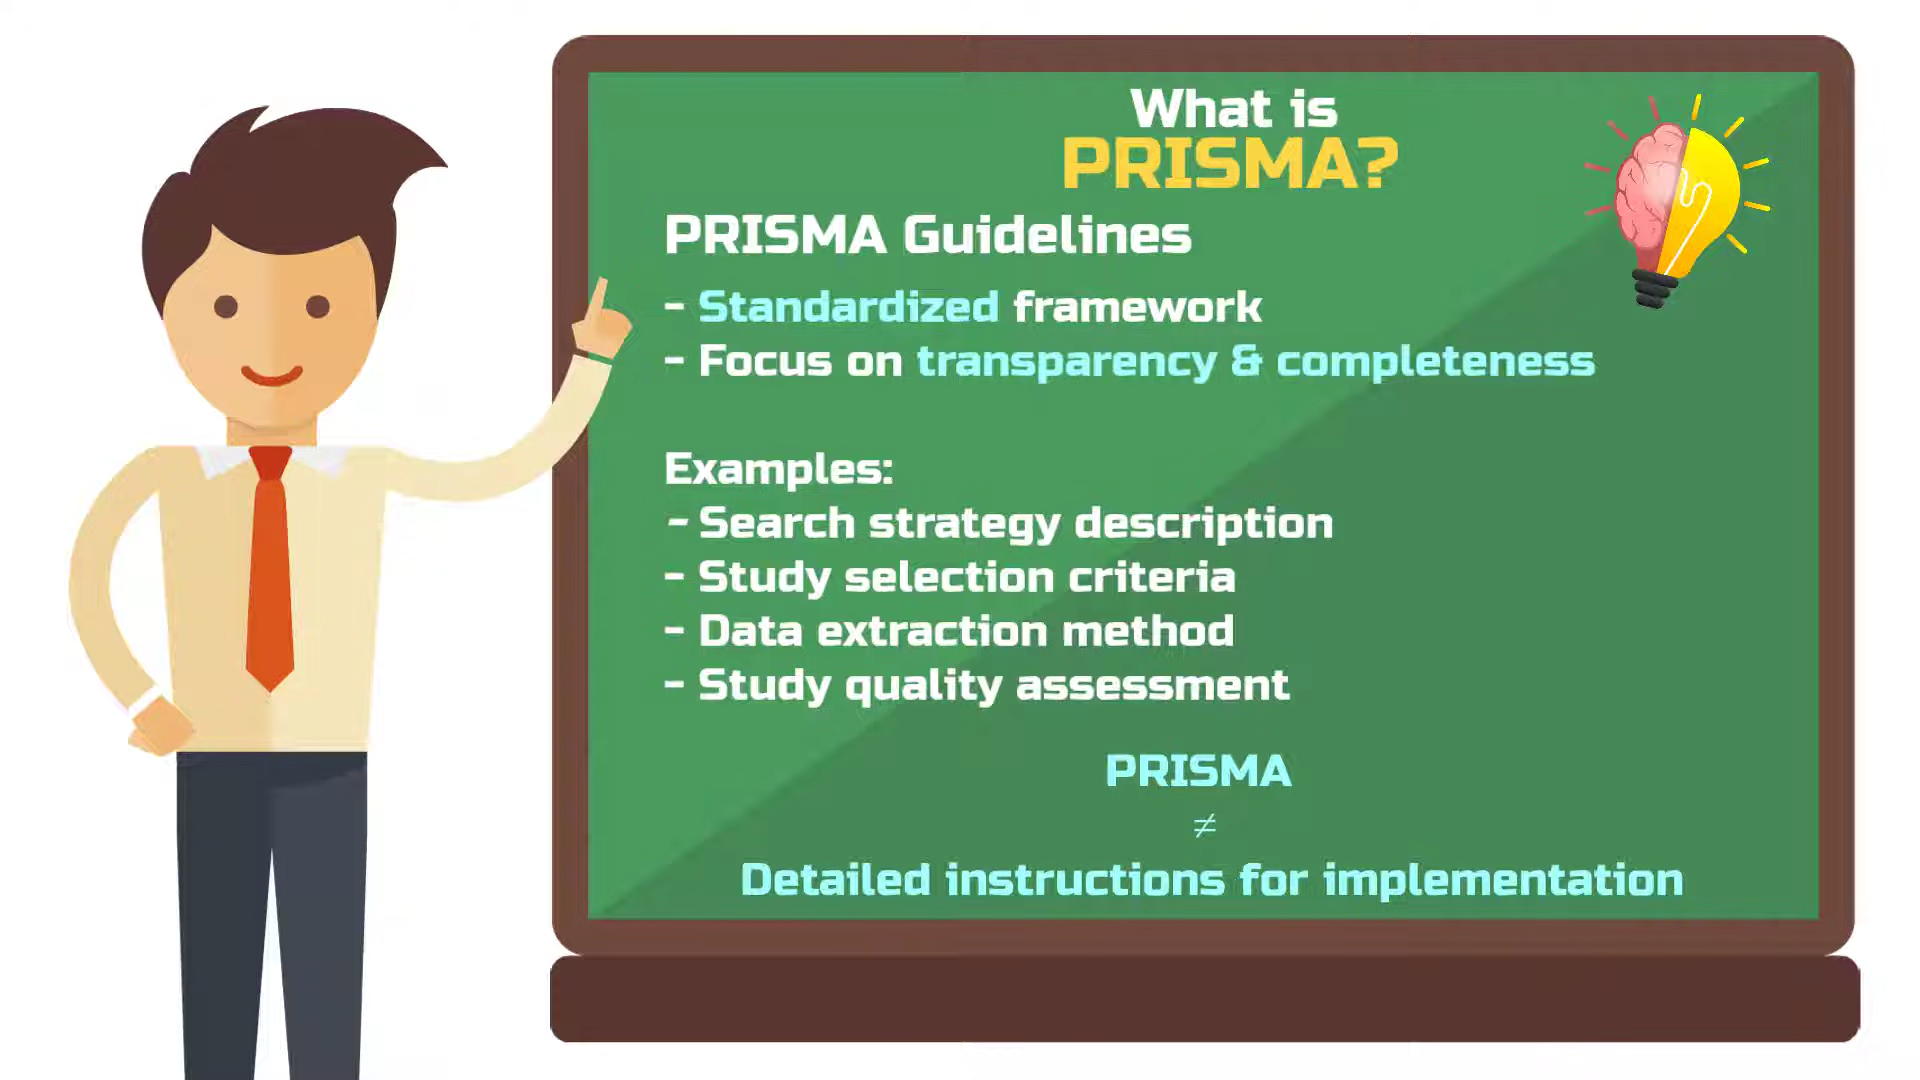 What is
PRISMA?
PRISMA Guidelines
- Standardized framework
- Focus on transparency & completeness
Examples:
- Search strategy description
- Study selection criteria
- Data extraction method
- Study quality assessment
PRISMA
≠
Detailed instructions for implementation